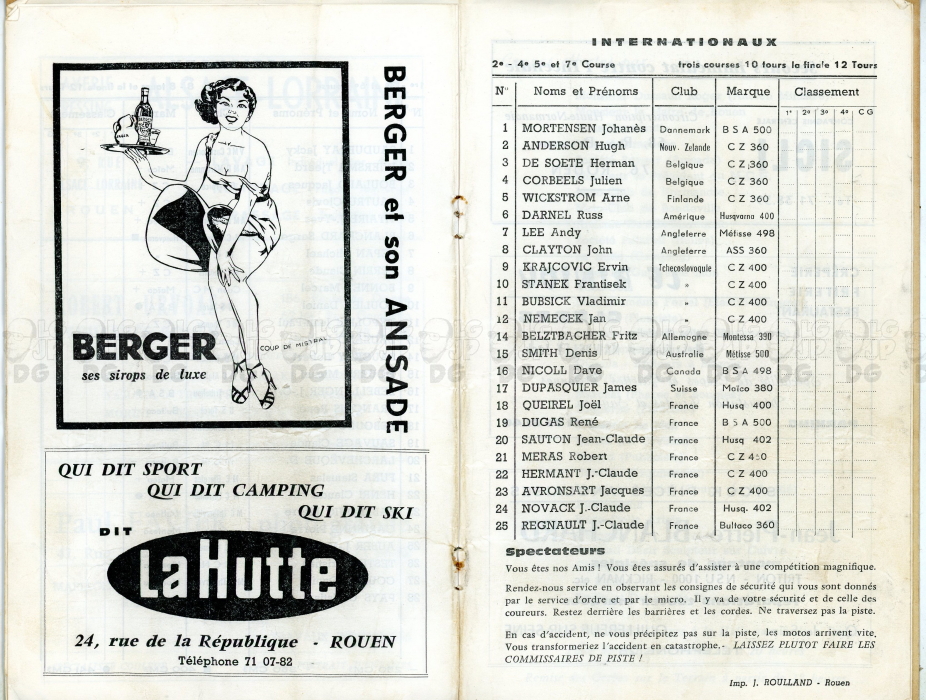 BERGER et son ANISADE
BERGER
ses sirops de luxe
COUP DE MISTRAL
QUI DIT SPORT
QUI DIT CAMPING
QUI DIT SKI
DIT
La Hutte
24, rue de la République - ROUEN
Téléphone 71 07-82
INTERNATIONAUX
2e - 4e 5e et 7e Course trois courses 10 tours la finale 12 Tours
No Noms et Prénoms Club Marque Classement
1e 2e 3e 4e C G
1 MORTENSEN Johanès Dannemark B S A 500
2 ANDERSON Hugh Nouv. Zelande C Z 360
3 DE SOETE Herman Belgique C Z 360
4 CORBEELS Julien Belgique C Z 360
5 WICKSTROM Arne Finlande C Z 360
6 DARNEL Russ Amérique Husqvarna 400
7 LEE Andy Angleterre Métisse 498
8 CLAYTON John Angleterre ASS 360
9 KRAJCOVIC Ervin Tchecoslovaquie C Z 400
10 STANEK Frantisek " C Z 400
11 BUBSICK Vladimir " C Z 400
12 NEMECEK Jan " C Z 400
14 BELZTBACHER Fritz Allemagne Montessa 390
15 SMITH Denis Australie Métisse 500
16 NICOLL Dave Canada B S A 498
17 DUPASQUIER James Suisse Maïco 380
18 QUEIREL Joël France Husq 400
19 DUGAS René France B S A 500
20 SAUTON Jean-Claude France Husq 402
21 MERAS Robert France C Z
22 HERMANT J.-Claude France C Z 400
23 AVRONSART Jacques France C Z 400
24 NOVACK J.-Claude France Husq. 402
25 REGNAULT J.-Claude France Bultaco 360
Spectateurs
Vous êtes nos Amis ! Vous êtes assurés d'assister à une compétition magnifique.
Rendez-nous service en observant les consignes de sécurité qui vous sont donnés
par le service d'ordre et par le micro. Il y va de votre sécurité et de celle des
coureurs. Restez derrière les barrières et les cordes. Ne traversez pas la piste.
En cas d'accident, ne vous précipitez pas sur la piste, les motos arrivent vite.
Vous transformeriez l'accident en catastrophe.- LAISSEZ PLUTOT FAIRE LES
COMMISSAIRES DE PISTE !
Imp. J. ROULLAND - Rouen